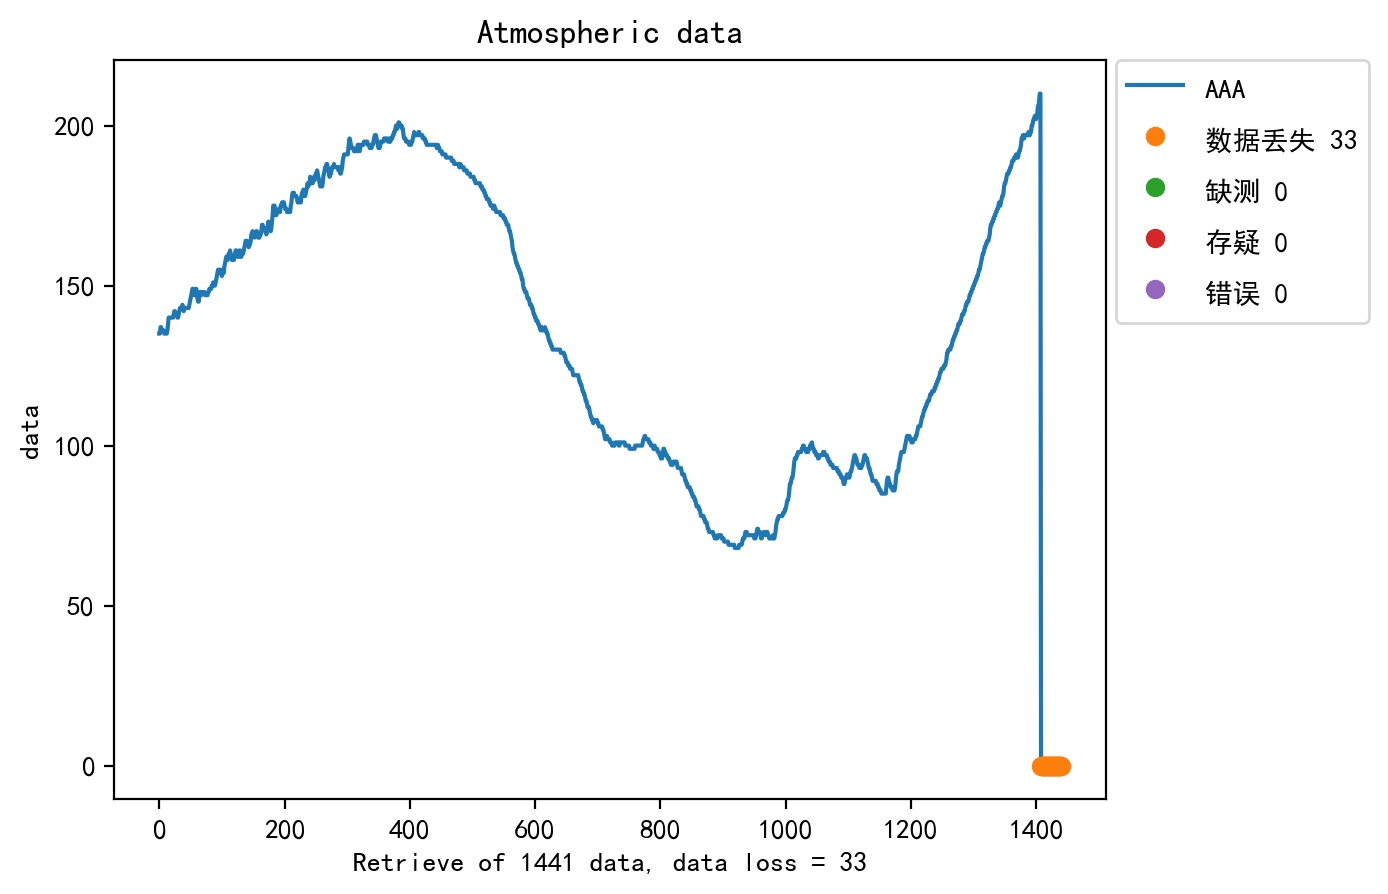 Atmospheric data
AAA
数据丢失 33
缺测 0
存疑 0
错误 0
200
150
100
50
0
data
0 200 400 600 800 1000 1200 1400
Retrieve of 1441 data, data loss = 33